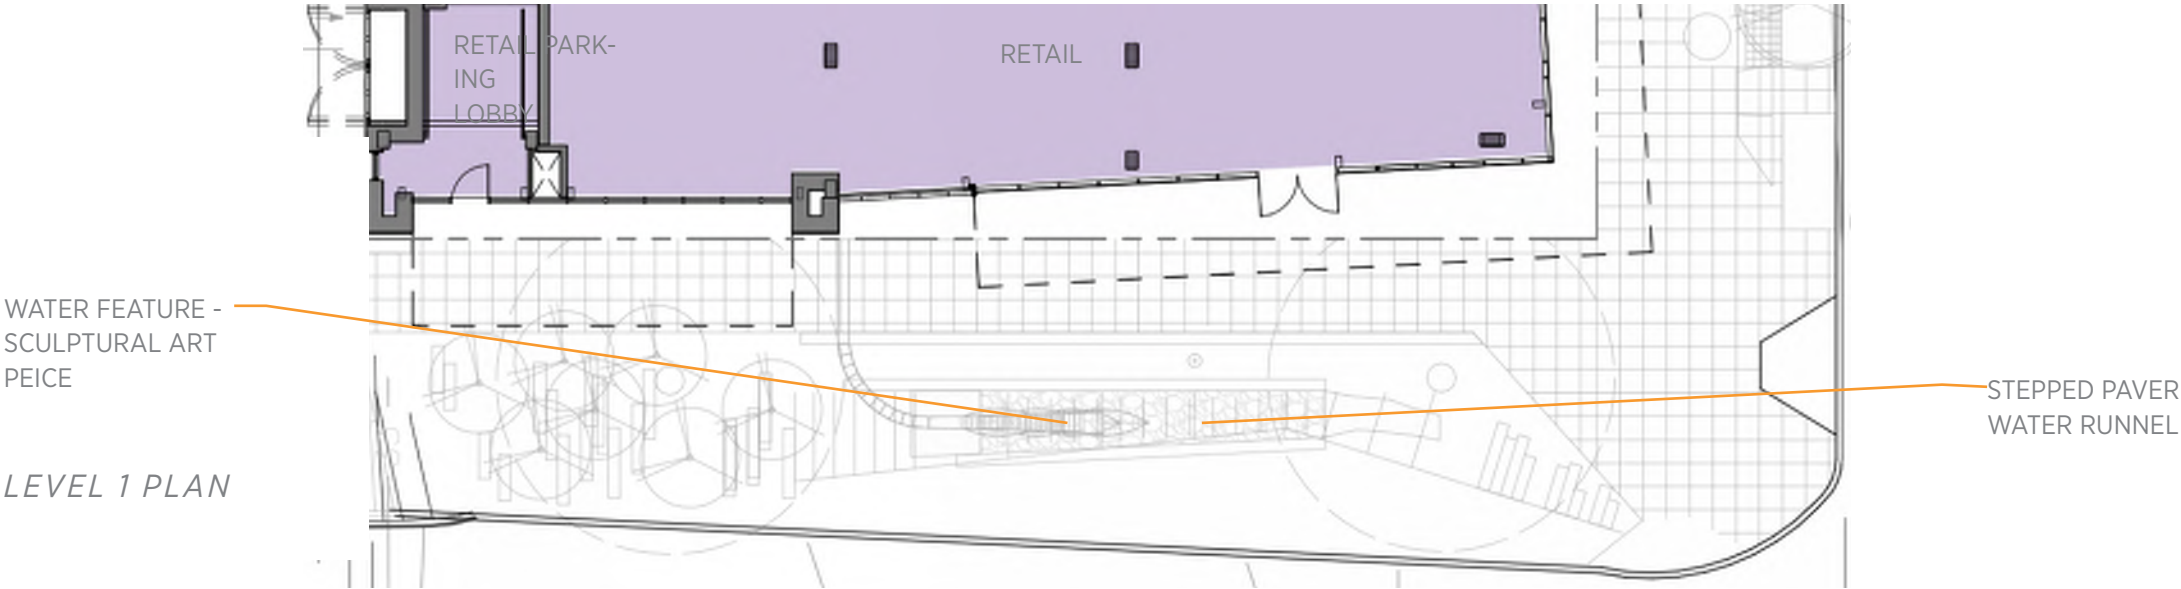 RETAIL PARK-
ING
LOBBY
RETAIL
WATER FEATURE -
SCULPTURAL ART
PEICE
STEPPED PAVER
WATER RUNNEL
LEVEL 1 PLAN